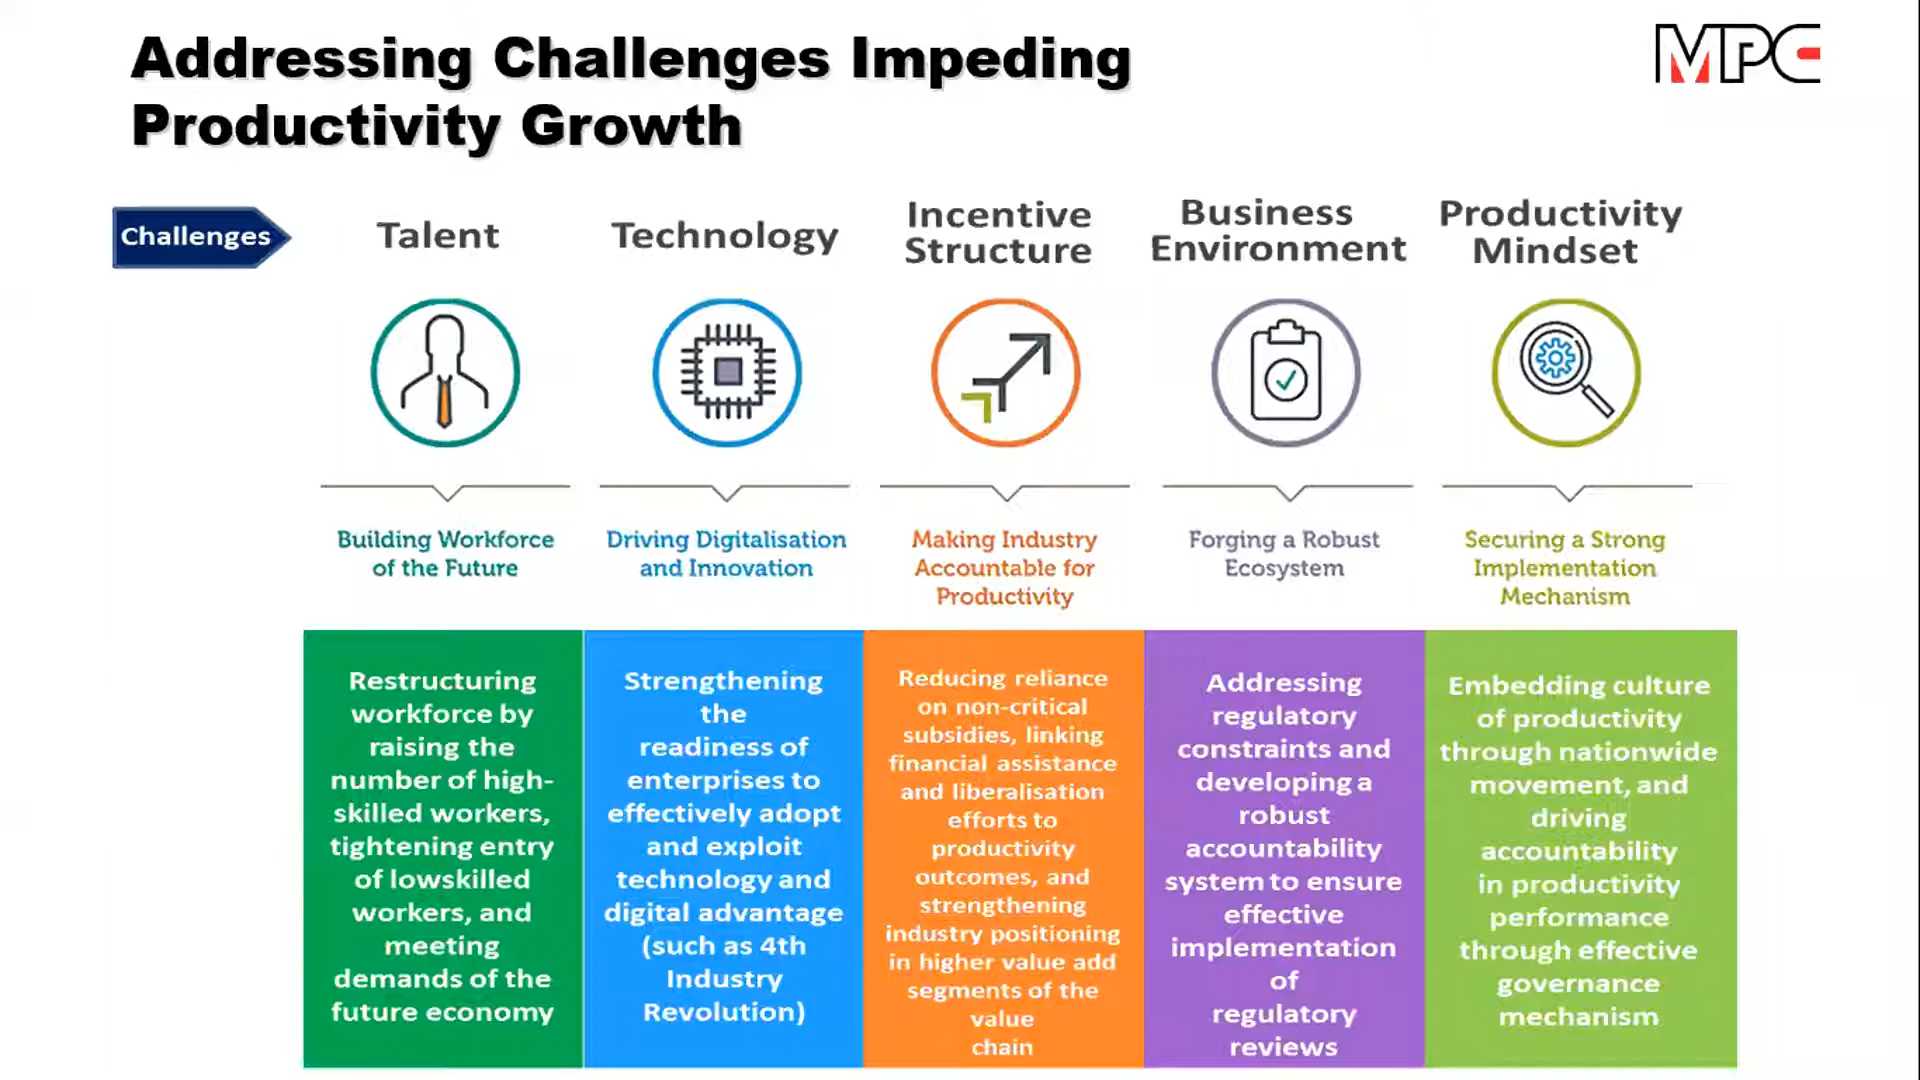 Addressing Challenges Impeding
Productivity Growth
MPC
Challenges
Talent
Technology
Incentive
Structure
Business
Environment
Productivity
Mindset
Building Workforce
of the Future
Driving Digitalisation
and Innovation
Making Industry
Accountable for
Productivity
Forging a Robust
Ecosystem
Securing a Strong
Implementation
Mechanism
Restructuring
workforce by
raising the
number of high-
skilled workers,
tightening entry
of lowskilled
workers, and
meeting
demands of the
future economy
Strengthening
the
readiness of
enterprises to
effectively adopt
and exploit
technology and
digital advantage
(such as 4th
Industry
Revolution)
Reducing reliance
on non-critical
subsidies, linking
financial assistance
and liberalisation
efforts to
productivity
outcomes, and
strengthening
industry positioning
in higher value add
segments of the
value
chain
Addressing
regulatory
constraints and
developing a
robust
accountability
system to ensure
effective
implementation
of
regulatory
reviews
Embedding culture
of productivity
through nationwide
movement, and
driving
accountability
in productivity
performance
through effective
governance
mechanism